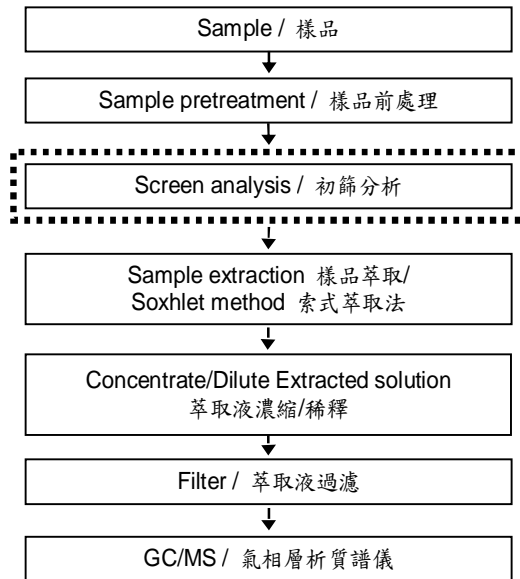 Sample / 樣品
Sample pretreatment / 樣品前處理
Screen analysis / 初篩分析
Sample extraction 樣品萃取/
Soxhlet method 索式萃取法
Concentrate/Dilute Extracted solution
萃取液濃縮/稀釋
Filter / 萃取液過濾
GC/MS / 氣相層析質譜儀